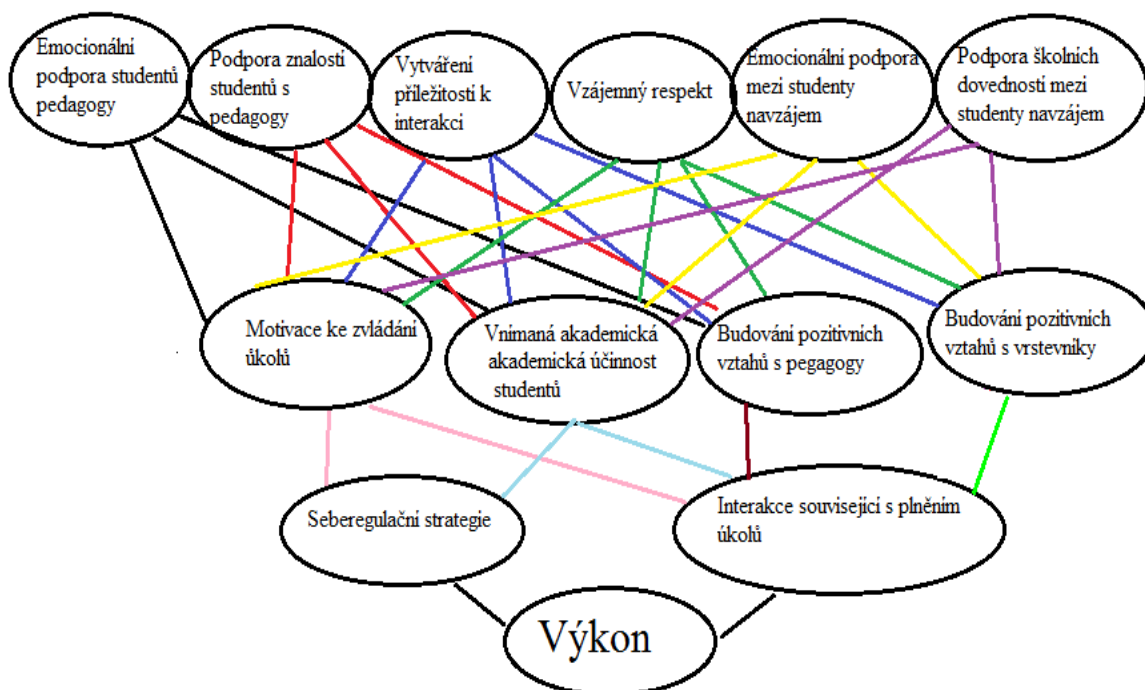 Emocionální
podpora studentů
pedagogy
Podpora znalostí
studentů s
pedagogy
Vytváření
příležitostí k
interakci
Vzájemný respekt
Emocionální podpora
mezi studenty
navzájem
Podpora školních
dovedností mezi
studenty navzájem
Motivace ke zvládání
ůkolů
Vnímaná akademická
akademická účinnost
studentů
Budování pozitivních
vztahů s pegagogy
Budování pozitivních
vztahů s vrstevníky
Seberegulační strategie
Interakce související s plněním
úkolů
Výkon